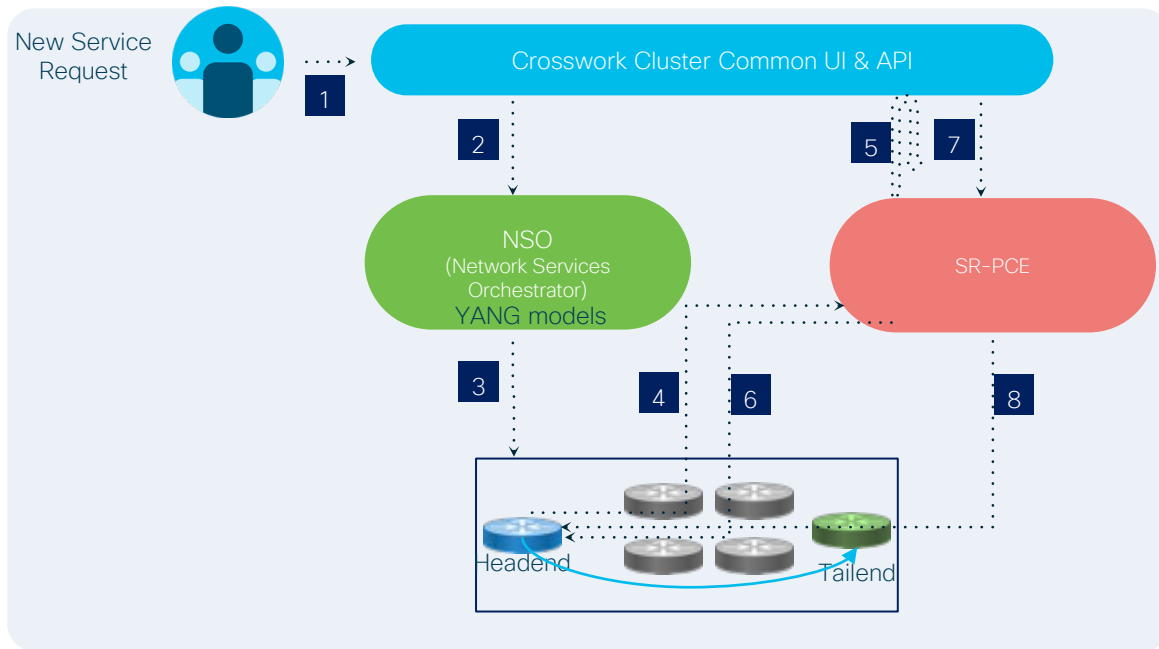 New Service
Request
Crosswork Cluster Common UI & API
1
2
5
7
NSO
(Network Services
Orchestrator)
YANG models
SR-PCE
3
4
6
8
Headend
Tailend